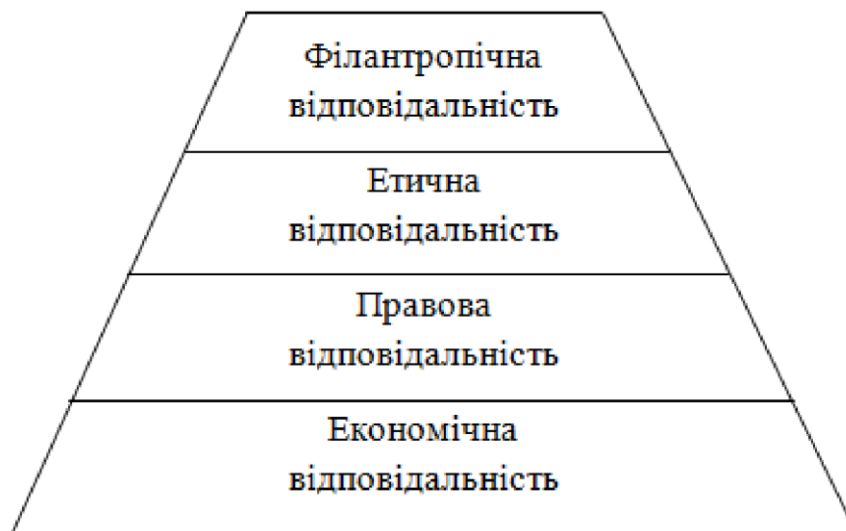 Філантропічна
відповідальність
Етична
відповідальність
Правова
відповідальність
Економічна
відповідальність